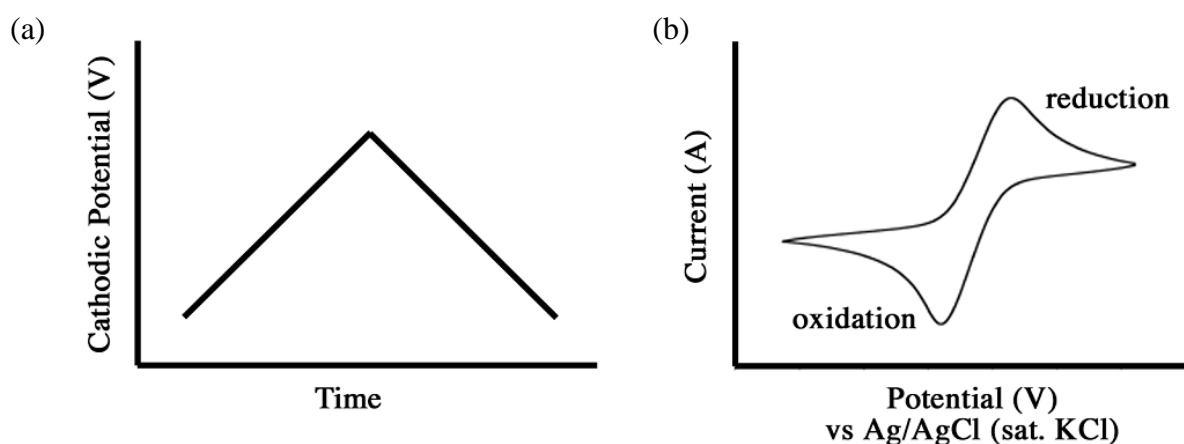 (a)
Cathodic Potential (V)
Time
(b)
reduction
oxidation
Current (A)
Potential (V)
vs Ag/AgCl (sat. KCl)